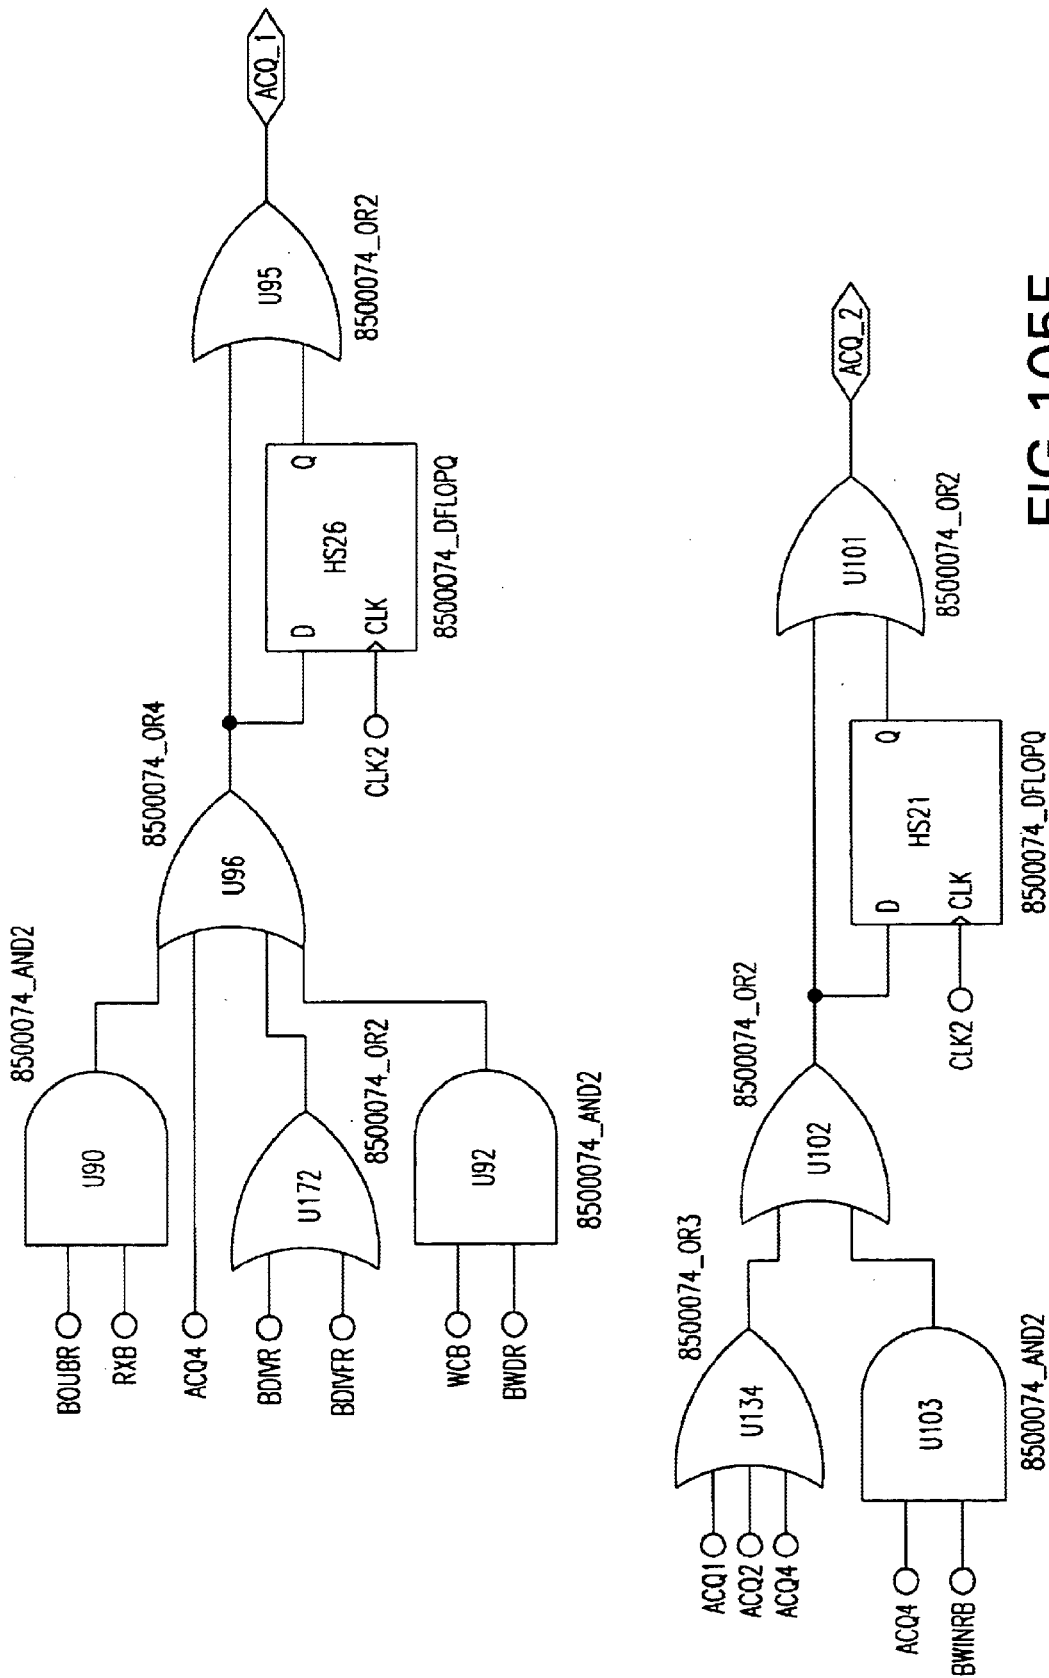 BOUBR
RXB
ACQ4
BDIVR
BDIVFR
WCB
BWDR
U90
8500074_AND2
U172
8500074_OR2
U92
8500074_AND2
U96
8500074_OR4
CLK2
D
CLK
HS26
Q
8500074_DFLOPQ
U95
8500074_OR2
ACQ_1
ACQ1
ACQ2
ACQ4
ACQ4
BWINRB
U134
8500074_OR3
U103
8500074_AND2
U102
8500074_OR2
CLK2
D
CLK
HS21
Q
8500074_DFLOPQ
U101
8500074_OR2
ACQ_2